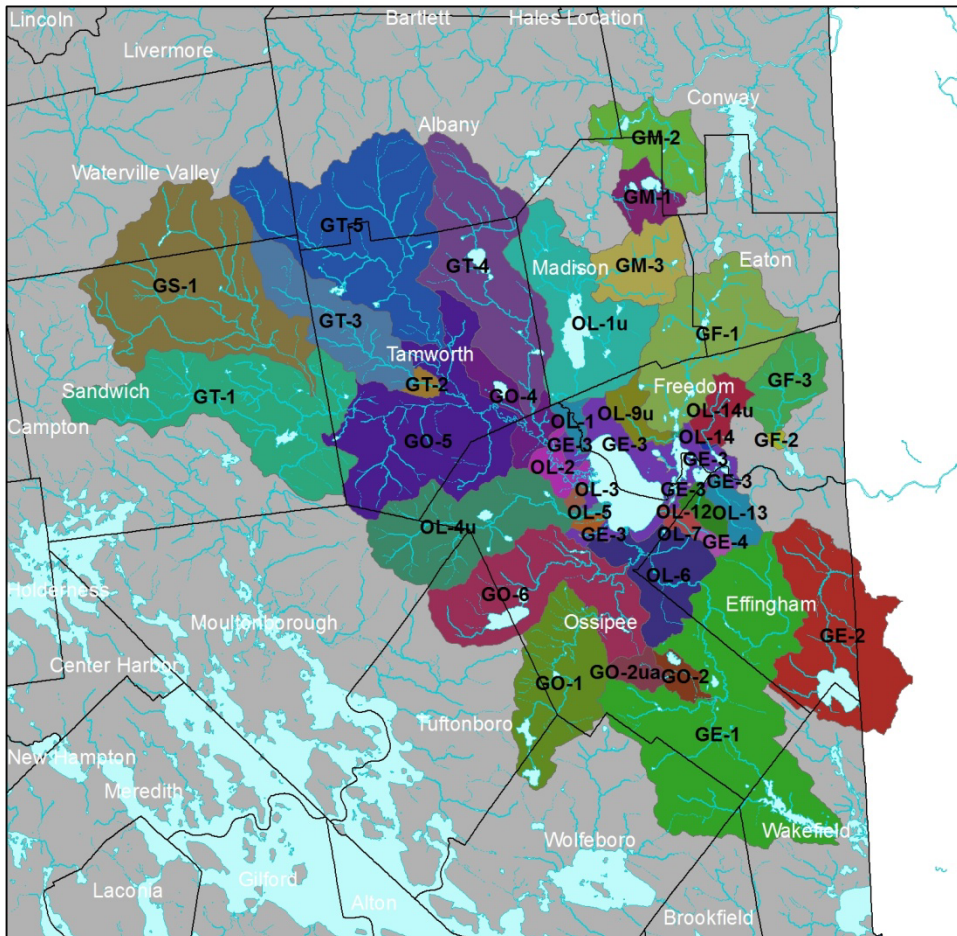 Lincoln
Bartlett
Hales Location
Livermore
Conway
Albany
GM-2
Waterville Valley
GM-1
GT-5
GT-4
Madison
GM-3
Eaton
GS-1
GT-3
OL-1u
GF-1
Tamworth
GT-2
Freedom
GF-3
Sandwich
GT-1
GO-4
OL-9u
OL-14u
Campton
GO-5
OL-1
GE-3
GE-3
OL-14
GE-3
GF-2
OL-2
GE-3
GE-3
OL-3
OL-5
OL-12
OL-13
OL-4u
GE-3
OL-7
GE-4
OL-6
Holderness
GO-6
Effingham
Moultonborough
Ossipee
GE-2
Center Harbor
GO-1
GO-2ua
GO-2
Tuftonboro
GE-1
New Hampton
Meredith
Wolfeboro
Wakefield
Laconia
Gilford
Alton
Brookfield